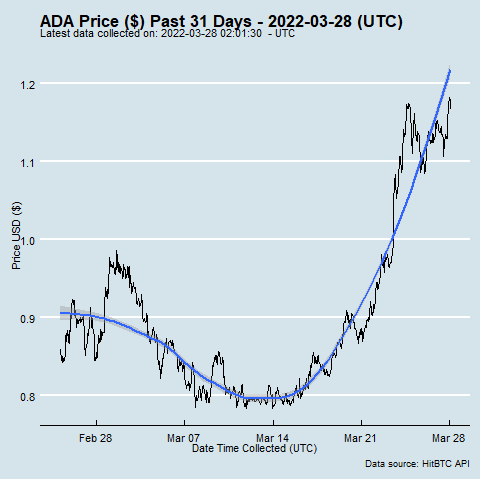 ADA Price ($) Past 31 Days - 2022-03-28 (UTC)
Latest data collected on: 2022-03-28 02:01:30  - UTC
1.2
1.1
1.0
0.9
0.8
Price USD ($)
Feb 28
Mar 07
Mar 14
Mar 21
Mar 28
Date Time Collected (UTC)
Data source: HitBTC API